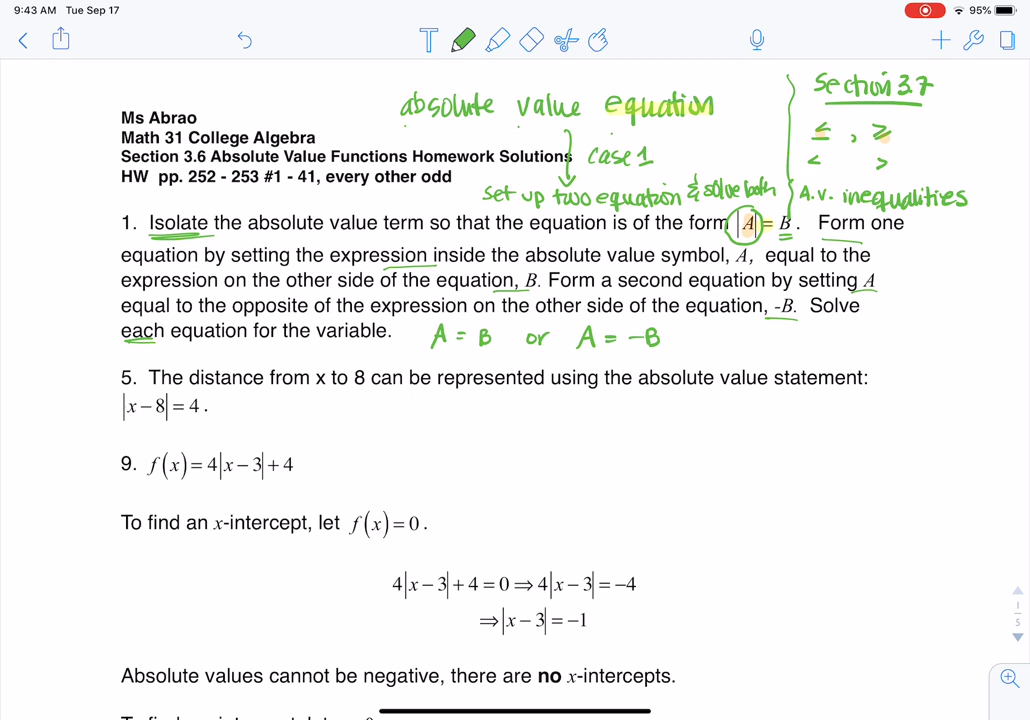 9:43 AM Tue Sep 17
95%
absolute value equation
Section 3.7
≤ , ≥
< >
A.V. inequalities
case 1
set up two equation & solve both
Ms Abrao
Math 31 College Algebra
Section 3.6 Absolute Value Functions Homework Solutions
HW pp. 252 - 253 #1 - 41, every other odd
1. Isolate the absolute value term so that the equation is of the form |A| = B. Form one
equation by setting the expression inside the absolute value symbol, A, equal to the
expression on the other side of the equation, B. Form a second equation by setting A
equal to the opposite of the expression on the other side of the equation, -B. Solve
each equation for the variable.
A = B or A = -B
5. The distance from x to 8 can be represented using the absolute value statement:
|x − 8| = 4.
9. f(x) = 4|x − 3| + 4
To find an x-intercept, let f(x) = 0.
4|x − 3| + 4 = 0 ⇒ 4|x − 3| = −4
⇒ |x − 3| = −1
Absolute values cannot be negative, there are no x-intercepts.
1
5